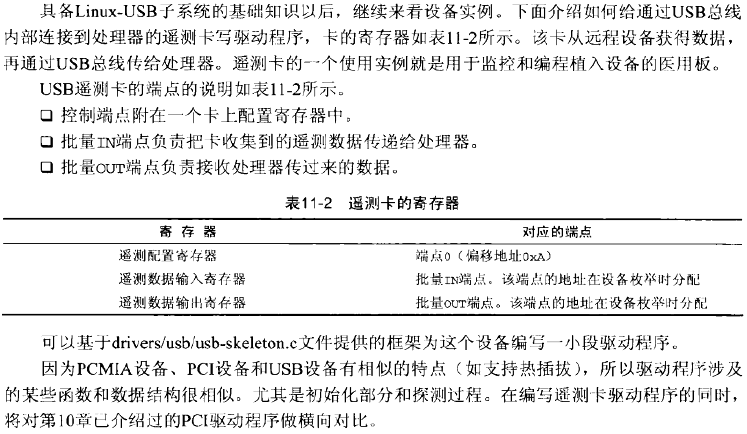 具备Linux-USB子系统的基础知识以后，继续来看设备实例。下面介绍如何给通过USB总线
内部连接到处理器的遥测卡写驱动程序，卡的寄存器如表11-2所示。该卡从远程设备获得数据，
再通过USB总线传给处理器。遥测卡的一个使用实例就是用于监控和编程植入设备的医用板。
USB遥测卡的端点的说明如表11-2所示。
❑ 控制端点附在一个卡上配置寄存器中。
❑ 批量IN端点负责把卡收集到的遥测数据传递给处理器。
❑ 批量OUT端点负责接收处理器传过来的数据。
表11-2 遥测卡的寄存器
寄 存 器 对应的端点
遥测配置寄存器 端点0（偏移地址0xA）
遥测数据输入寄存器 批量IN端点。该端点的地址在设备枚举时分配
遥测数据输出寄存器 批量OUT端点。该端点的地址在设备枚举时分配
可以基于drivers/usb/usb-skeleton.c文件提供的框架为这个设备编写一小段驱动程序。
因为PCMIA设备、PCI设备和USB设备有相似的特点（如支持热插拔），所以驱动程序涉及
的某些函数和数据结构很相似。尤其是初始化部分和探测过程。在编写遥测卡驱动程序的同时，
将对第10章已介绍过的PCI驱动程序做横向对比。